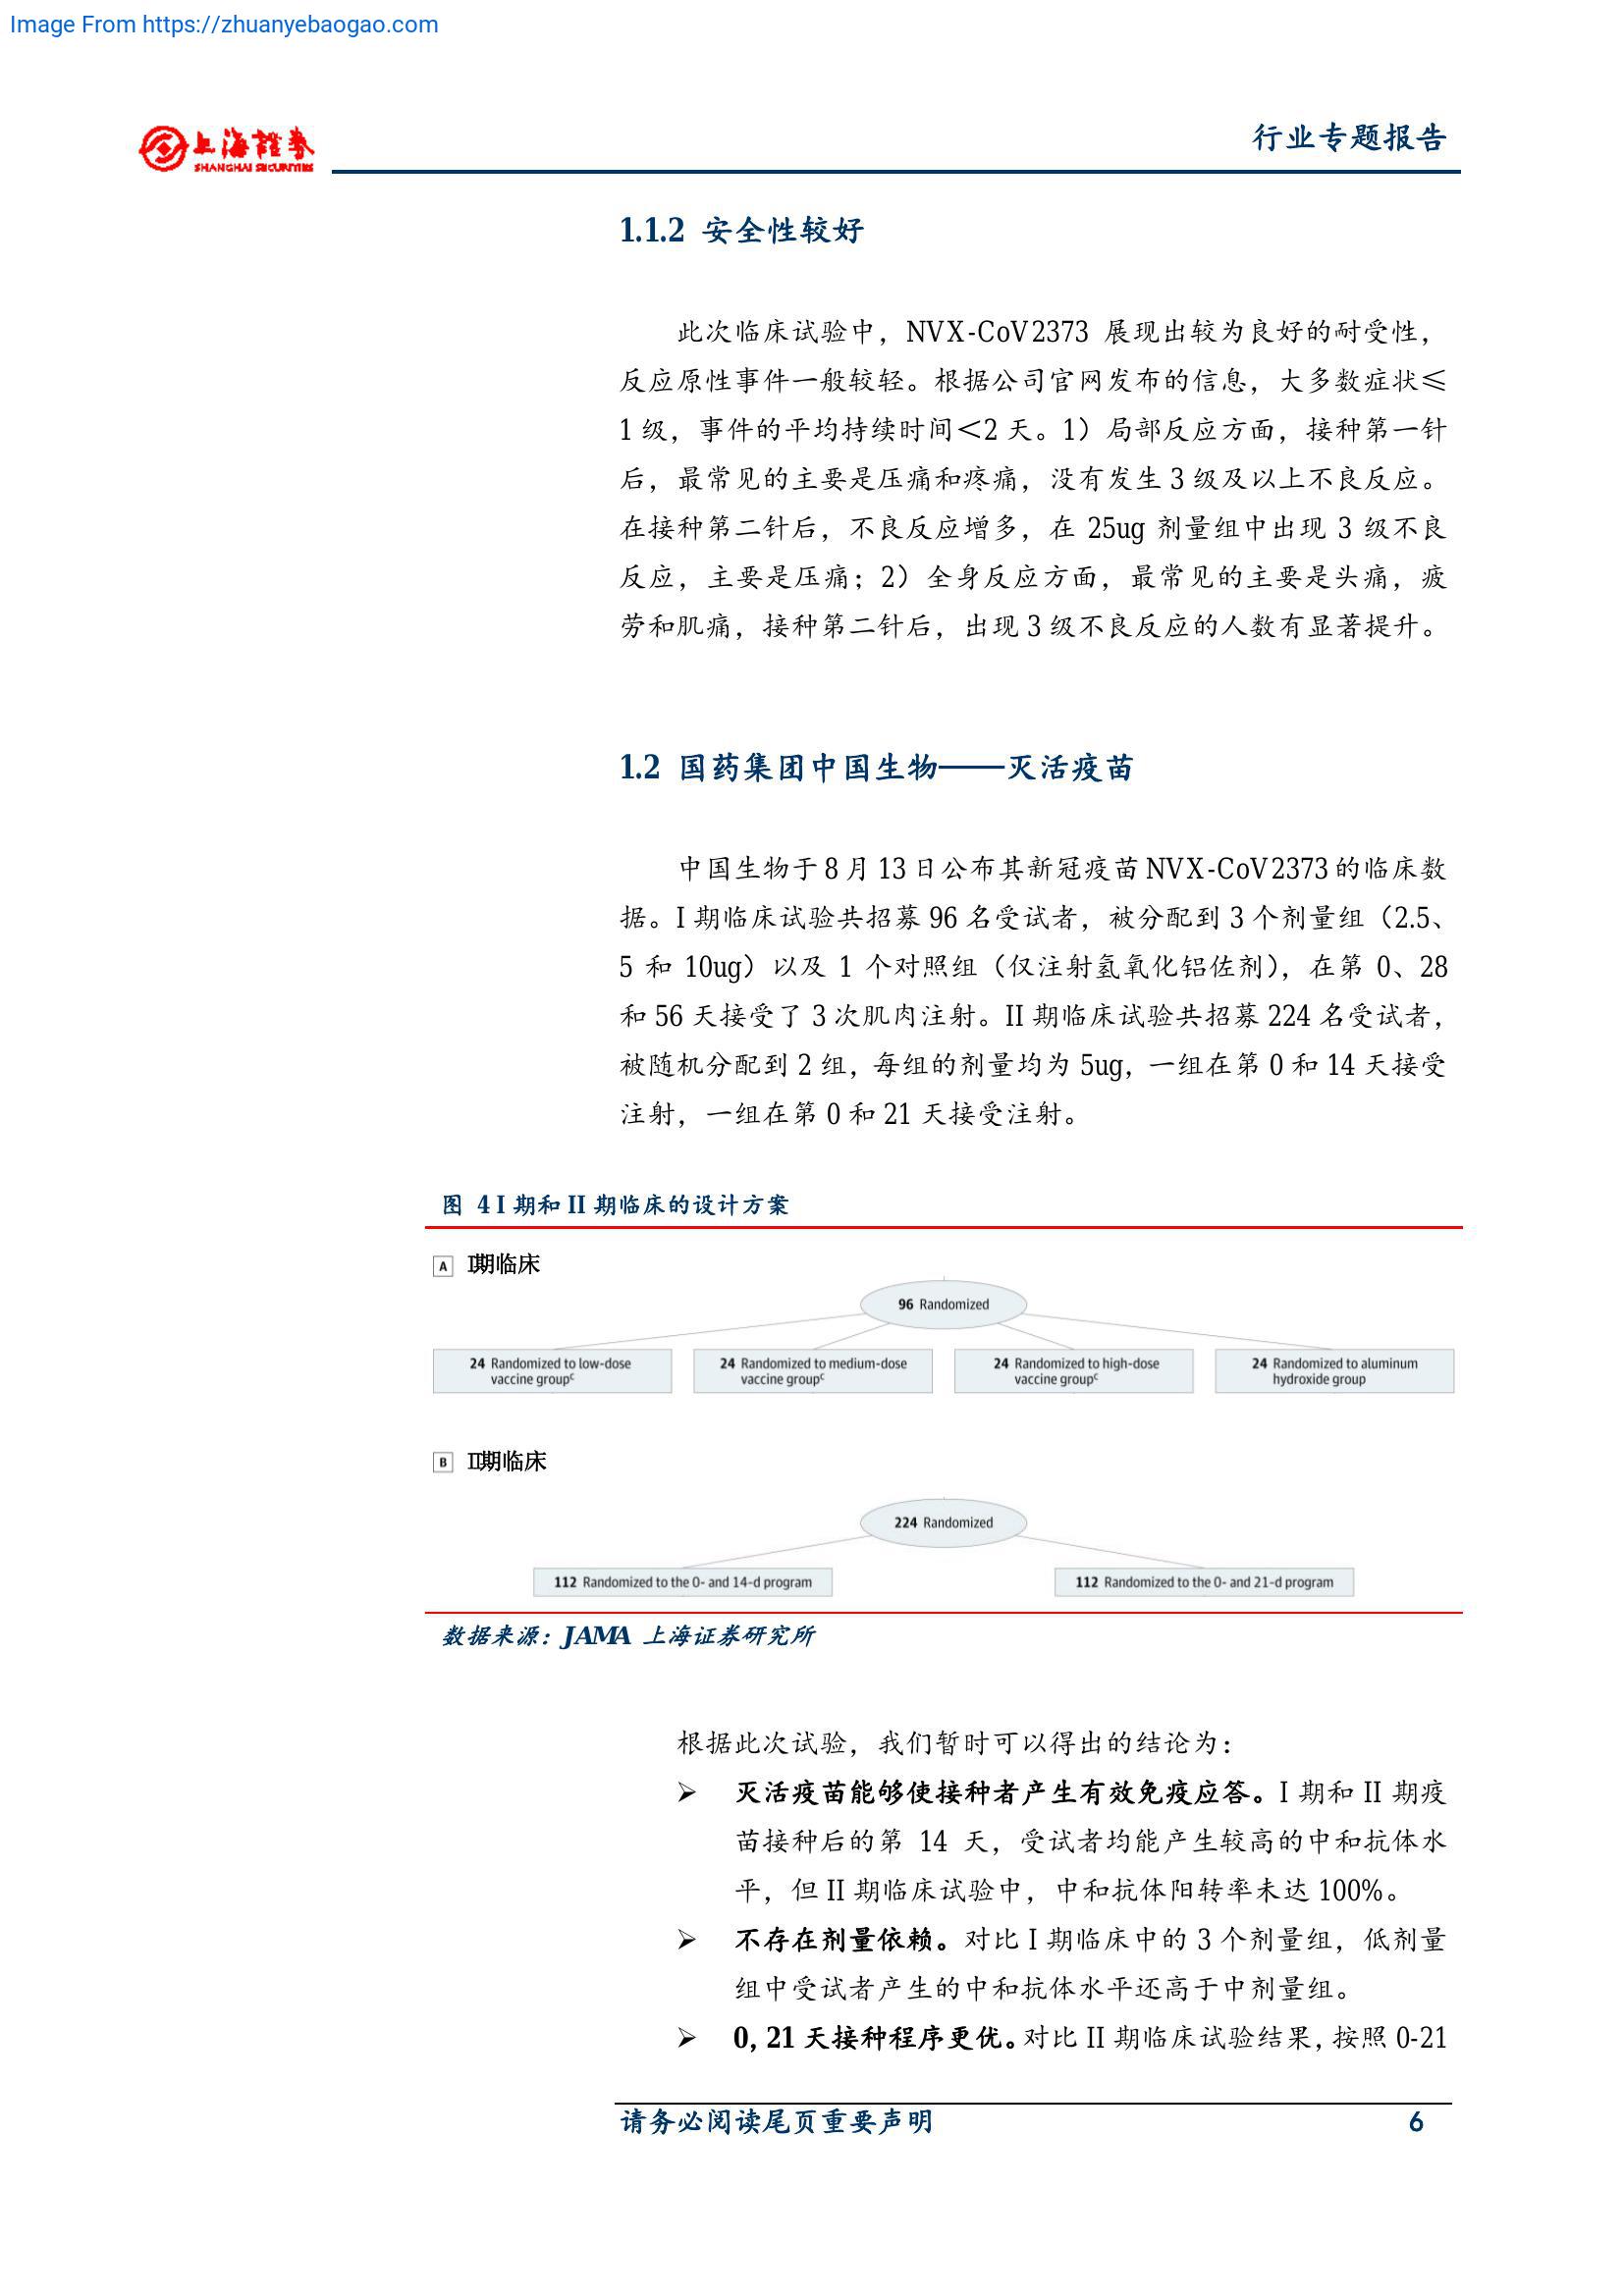 Image From https://zhuanyebaogao.com
上海證券
SHANGHAI SECURITIES
行业专题报告
1.1.2 安全性较好
此次临床试验中，NVX-CoV2373 展现出较为良好的耐受性，
反应原性事件一般较轻。根据公司官网发布的信息，大多数症状≤
1 级，事件的平均持续时间＜2 天。1）局部反应方面，接种第一针
后，最常见的主要是压痛和疼痛，没有发生 3 级及以上不良反应。
在接种第二针后，不良反应增多，在 25ug 剂量组中出现 3 级不良
反应，主要是压痛；2）全身反应方面，最常见的主要是头痛，疲
劳和肌痛，接种第二针后，出现 3 级不良反应的人数有显著提升。
1.2 国药集团中国生物——灭活疫苗
中国生物于 8 月 13 日公布其新冠疫苗 NVX-CoV2373 的临床数
据。I 期临床试验共招募 96 名受试者，被分配到 3 个剂量组（2.5、
5 和 10ug）以及 1 个对照组（仅注射氢氧化铝佐剂），在第 0、28
和 56 天接受了 3 次肌肉注射。II 期临床试验共招募 224 名受试者，
被随机分配到 2 组，每组的剂量均为 5ug，一组在第 0 和 14 天接受
注射，一组在第 0 和 21 天接受注射。
图 4 I 期和 II 期临床的设计方案
A I期临床
96 Randomized
24 Randomized to low-dose
vaccine groupᶜ
24 Randomized to medium-dose
vaccine groupᶜ
24 Randomized to high-dose
vaccine groupᶜ
24 Randomized to aluminum
hydroxide group
B II期临床
224 Randomized
112 Randomized to the 0- and 14-d program
112 Randomized to the 0- and 21-d program
数据来源：JAMA 上海证券研究所
根据此次试验，我们暂时可以得出的结论为：
➢ 灭活疫苗能够使接种者产生有效免疫应答。I 期和 II 期疫
苗接种后的第 14 天，受试者均能产生较高的中和抗体水
平，但 II 期临床试验中，中和抗体阳转率未达 100%。
➢ 不存在剂量依赖。对比 I 期临床中的 3 个剂量组，低剂量
组中受试者产生的中和抗体水平还高于中剂量组。
➢ 0, 21 天接种程序更优。对比 II 期临床试验结果，按照 0-21
请务必阅读尾页重要声明
6